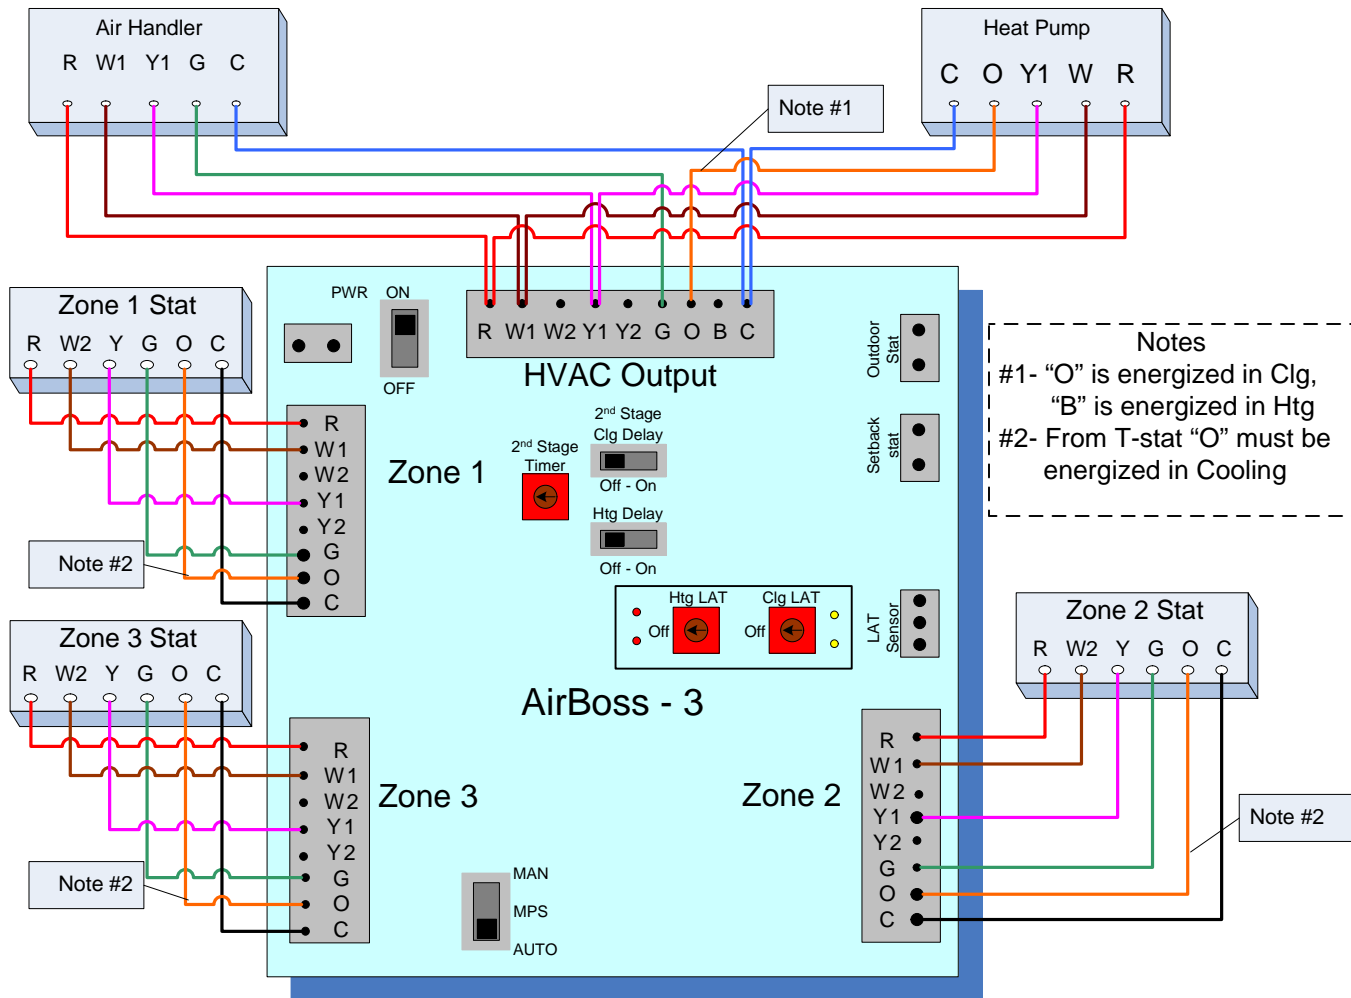 Air Handler
R W1 Y1 G C
Heat Pump
C O Y1 W R
Note #1
Zone 1 Stat
R W2 Y G O C
PWR ON
OFF
R W1 W2 Y1 Y2 G O B C
HVAC Output
Outdoor
Stat
Setback
stat
Notes
#1- “O” is energized in Clg,
“B” is energized in Htg
#2- From T-stat “O” must be
energized in Cooling
R
W1
W2
Y1
Y2
G
O
C
Zone 1
2nd Stage
Timer
2nd Stage
Clg Delay
Off - On
Htg Delay
Off - On
Note #2
Htg LAT
Off
Clg LAT
Off
LAT
Sensor
Zone 3 Stat
R W2 Y G O C
Zone 2 Stat
R W2 Y G O C
AirBoss - 3
R
W1
W2
Y1
Y2
G
O
C
Zone 3
Note #2
Zone 2
R
W1
W2
Y1
Y2
G
O
C
Note #2
MAN
MPS
AUTO